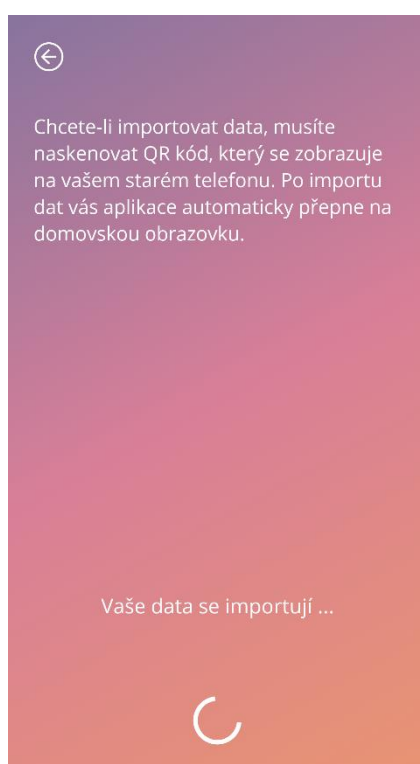 Chcete-li importovat data, musíte
naskenovat QR kód, který se zobrazuje
na vašem starém telefonu. Po importu
dat vás aplikace automaticky přepne na
domovskou obrazovku.
Vaše data se importují ...